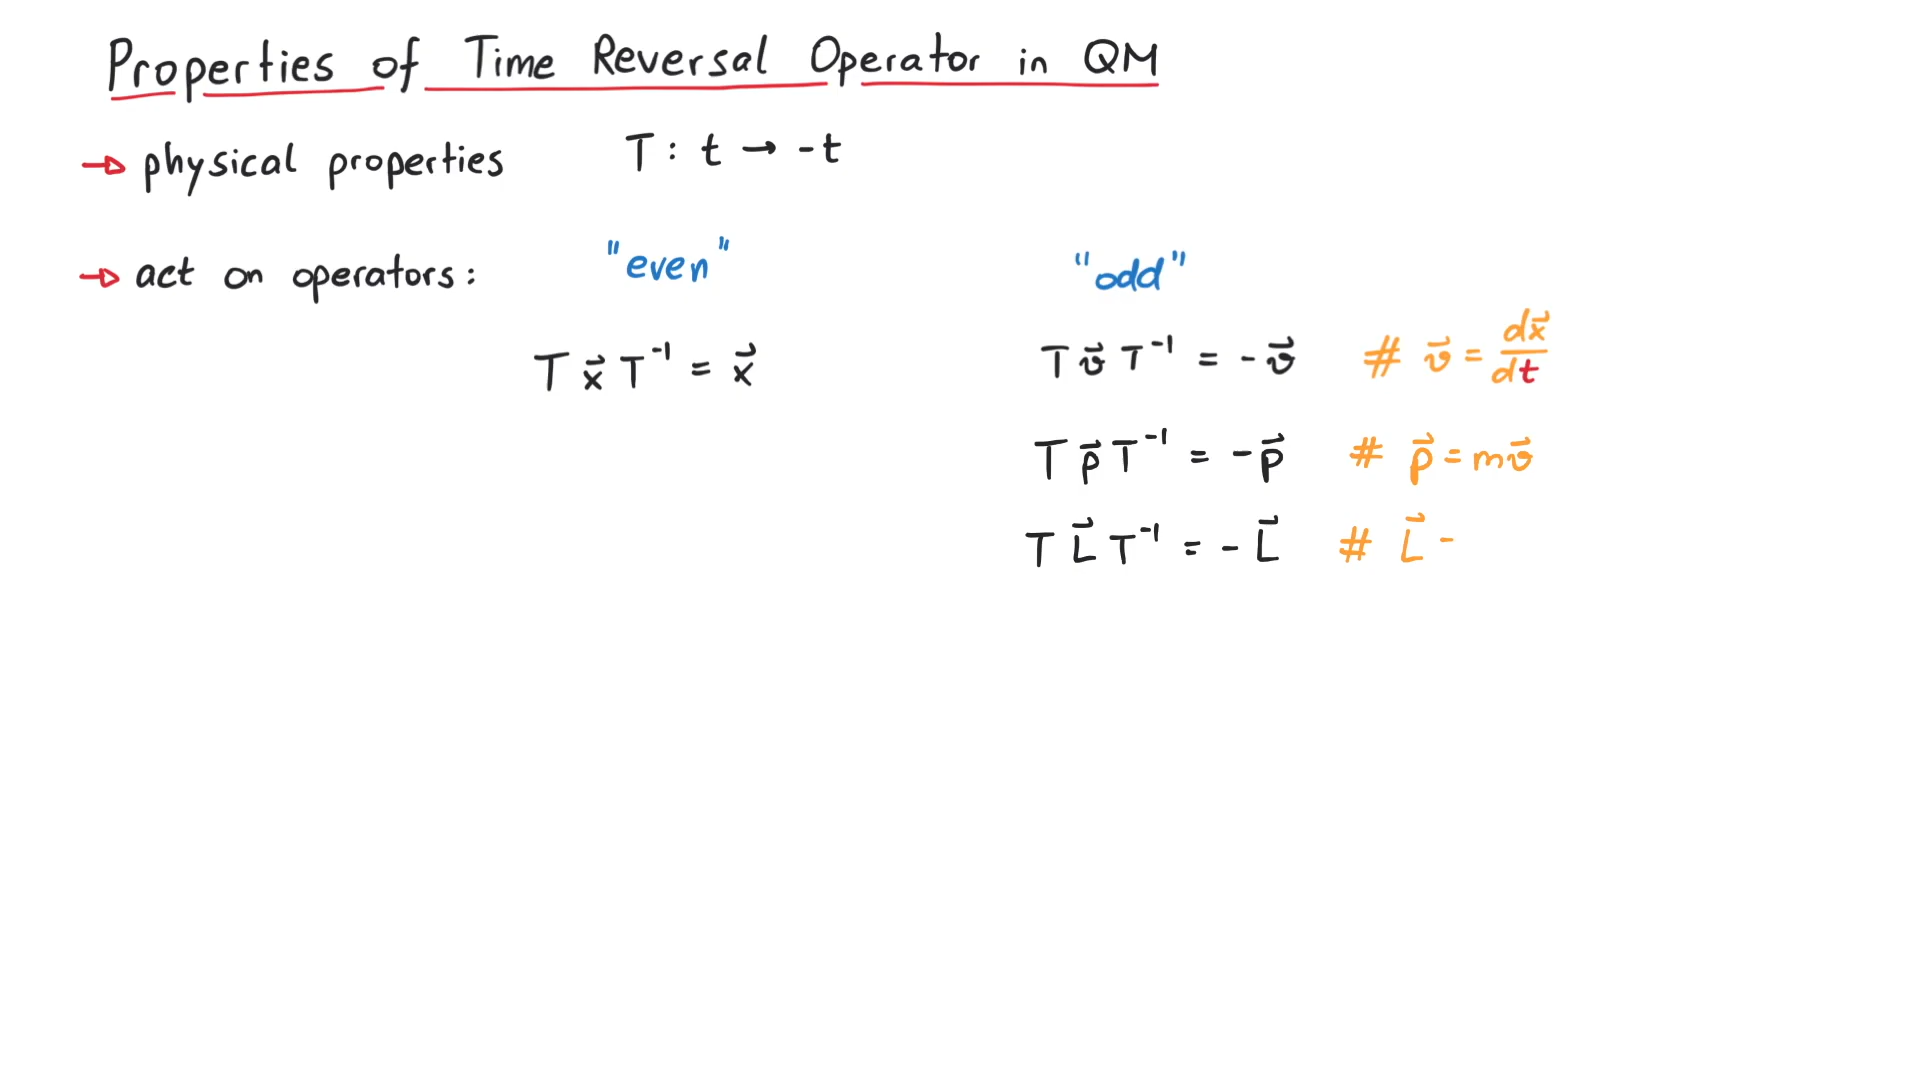 Properties of Time Reversal Operator in QM
→ physical properties T: t → -t
→ act on operators: "even" "odd"
T x⃗ T⁻¹ = x⃗ T v⃗ T⁻¹ = -v⃗ # v⃗ = dx⃗/dt
T p⃗ T⁻¹ = -p⃗ # p⃗ = mv⃗
T L⃗ T⁻¹ = -L⃗ # L⃗ -